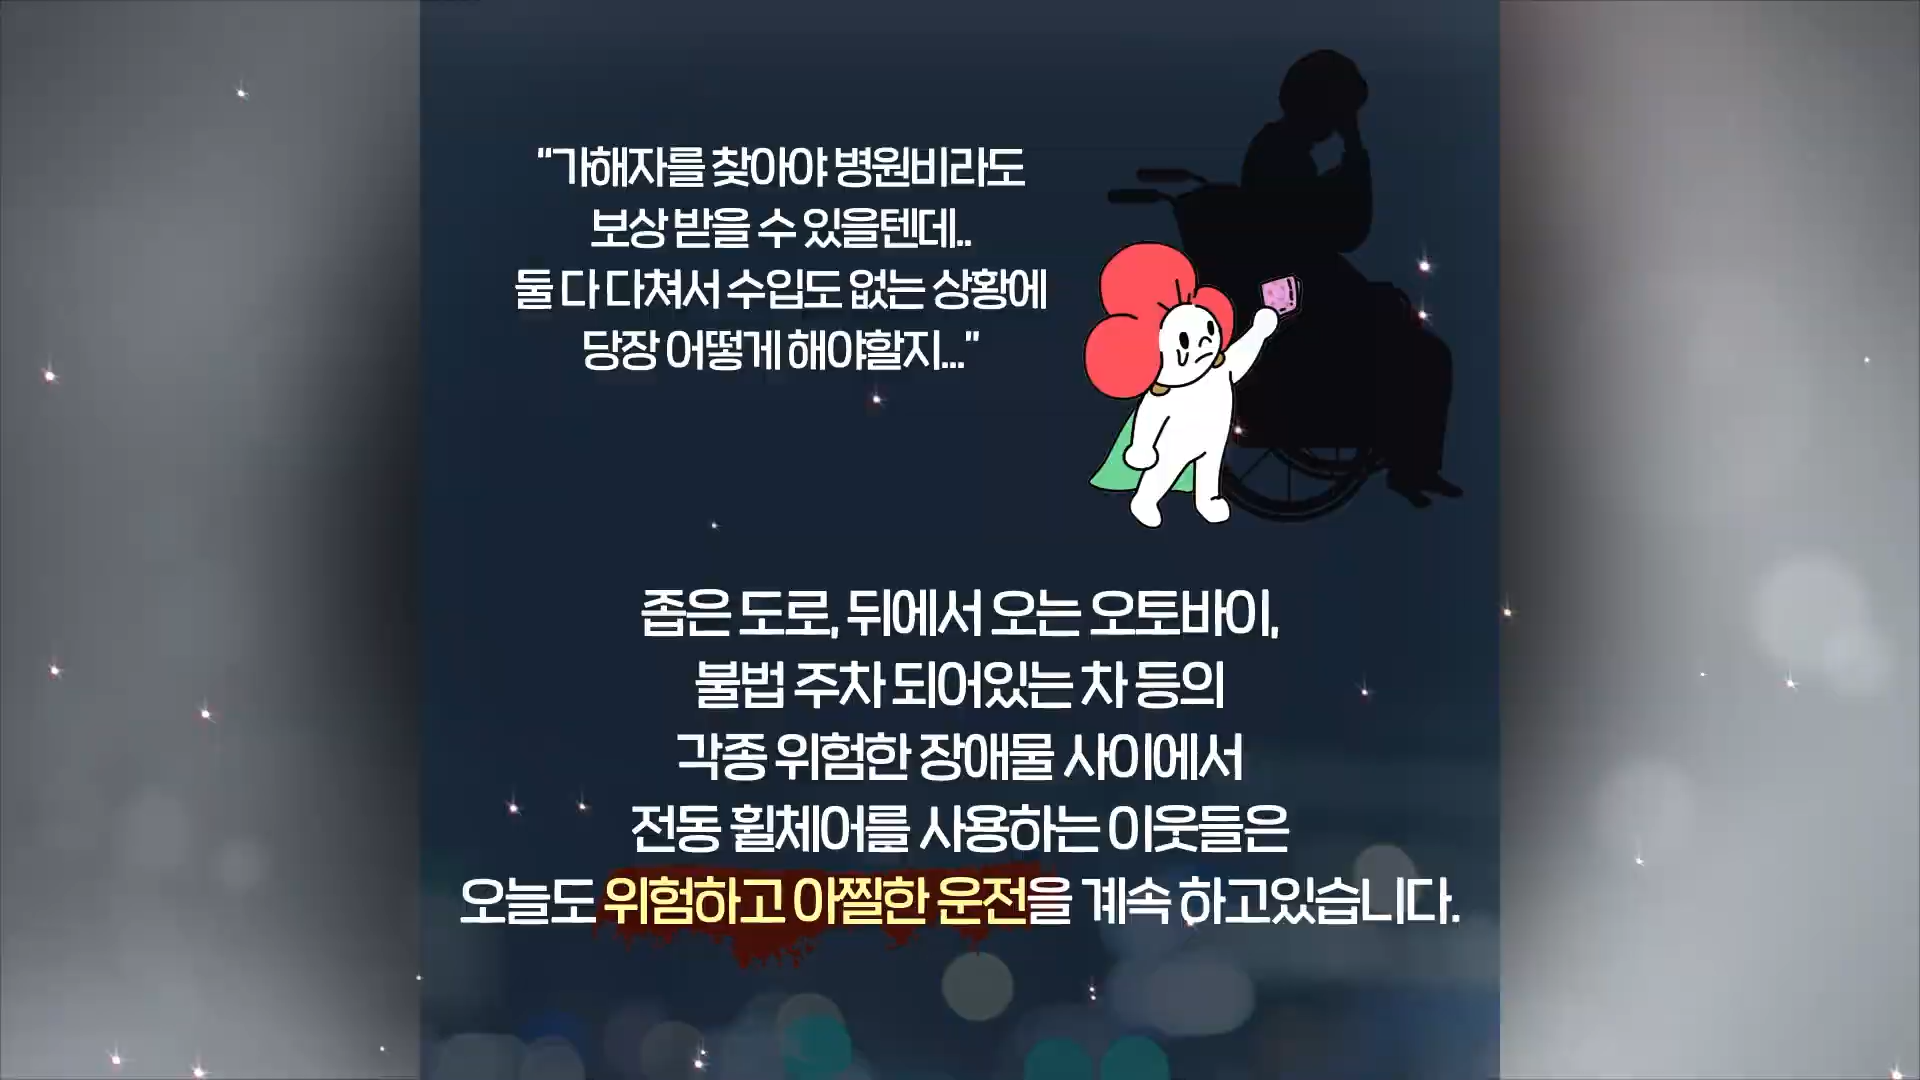 "가해자를 찾아야 병원비라도
보상 받을 수 있을텐데..
둘 다 다쳐서 수입도 없는 상황에
당장 어떻게 해야할지..."
좁은 도로, 뒤에서 오는 오토바이,
불법 주차 되어있는 차 등의
각종 위험한 장애물 사이에서
전동 휠체어를 사용하는 이웃들은
오늘도 위험하고 아찔한 운전을 계속 하고있습니다.